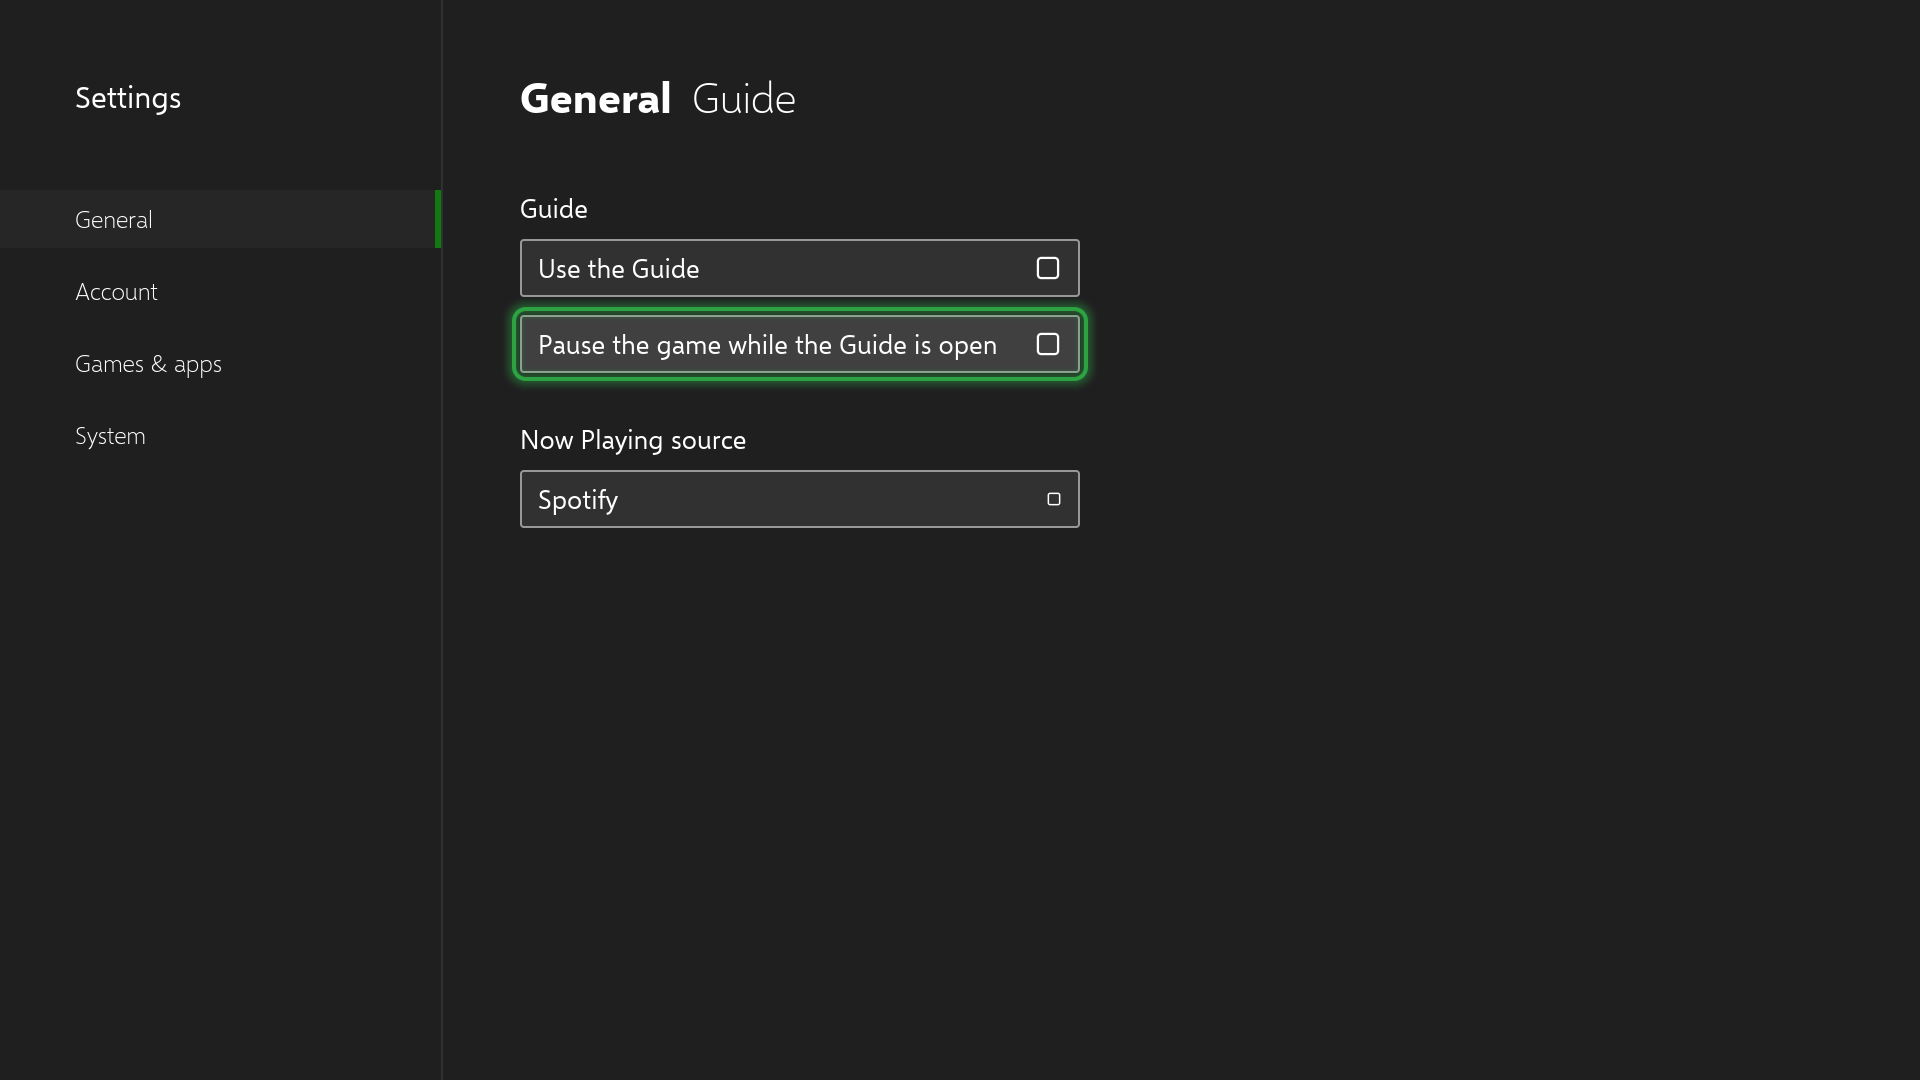 Settings
General
Account
Games & apps
System
General Guide
Guide
Use the Guide
Pause the game while the Guide is open
Now Playing source
Spotify